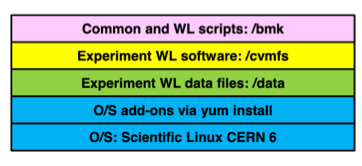 Common and WL scripts: /bmk
Experiment WL software: /cvmfs
Experiment WL data files: /data
O/S add-ons via yum install
O/S: Scientific Linux CERN 6